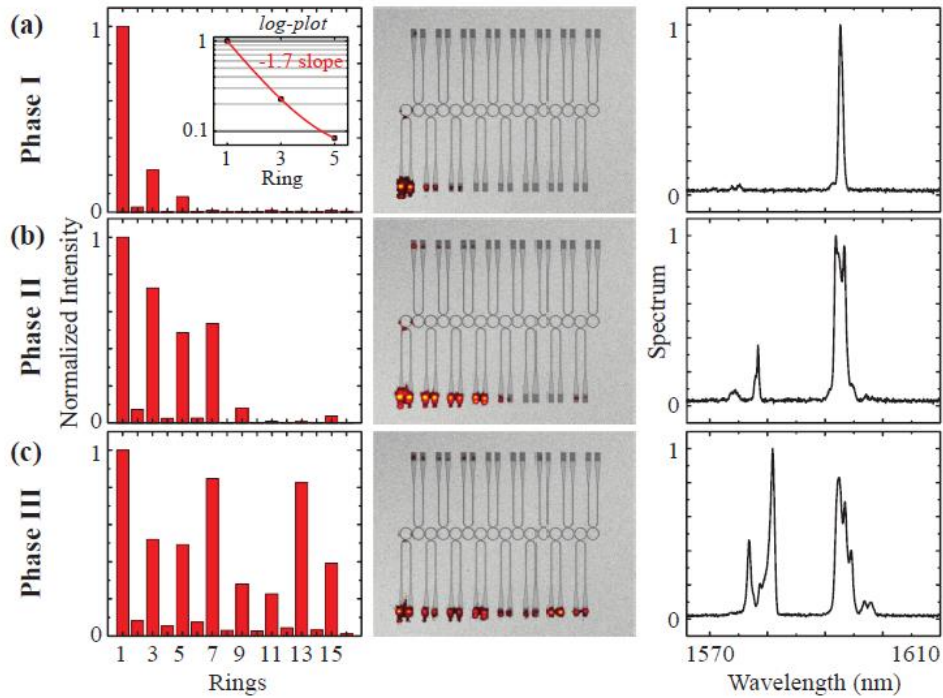 (a)
Phase I
1
0
log-plot
1
0.1
-1.7 slope
1 3 5
Ring
1
0
(b)
Phase II
Normalized Intensity
1
0
Spectrum
1
0
(c)
Phase III
1
0
1 3 5 7 9 11 13 15
Rings
1
0
1570 1610
Wavelength (nm)